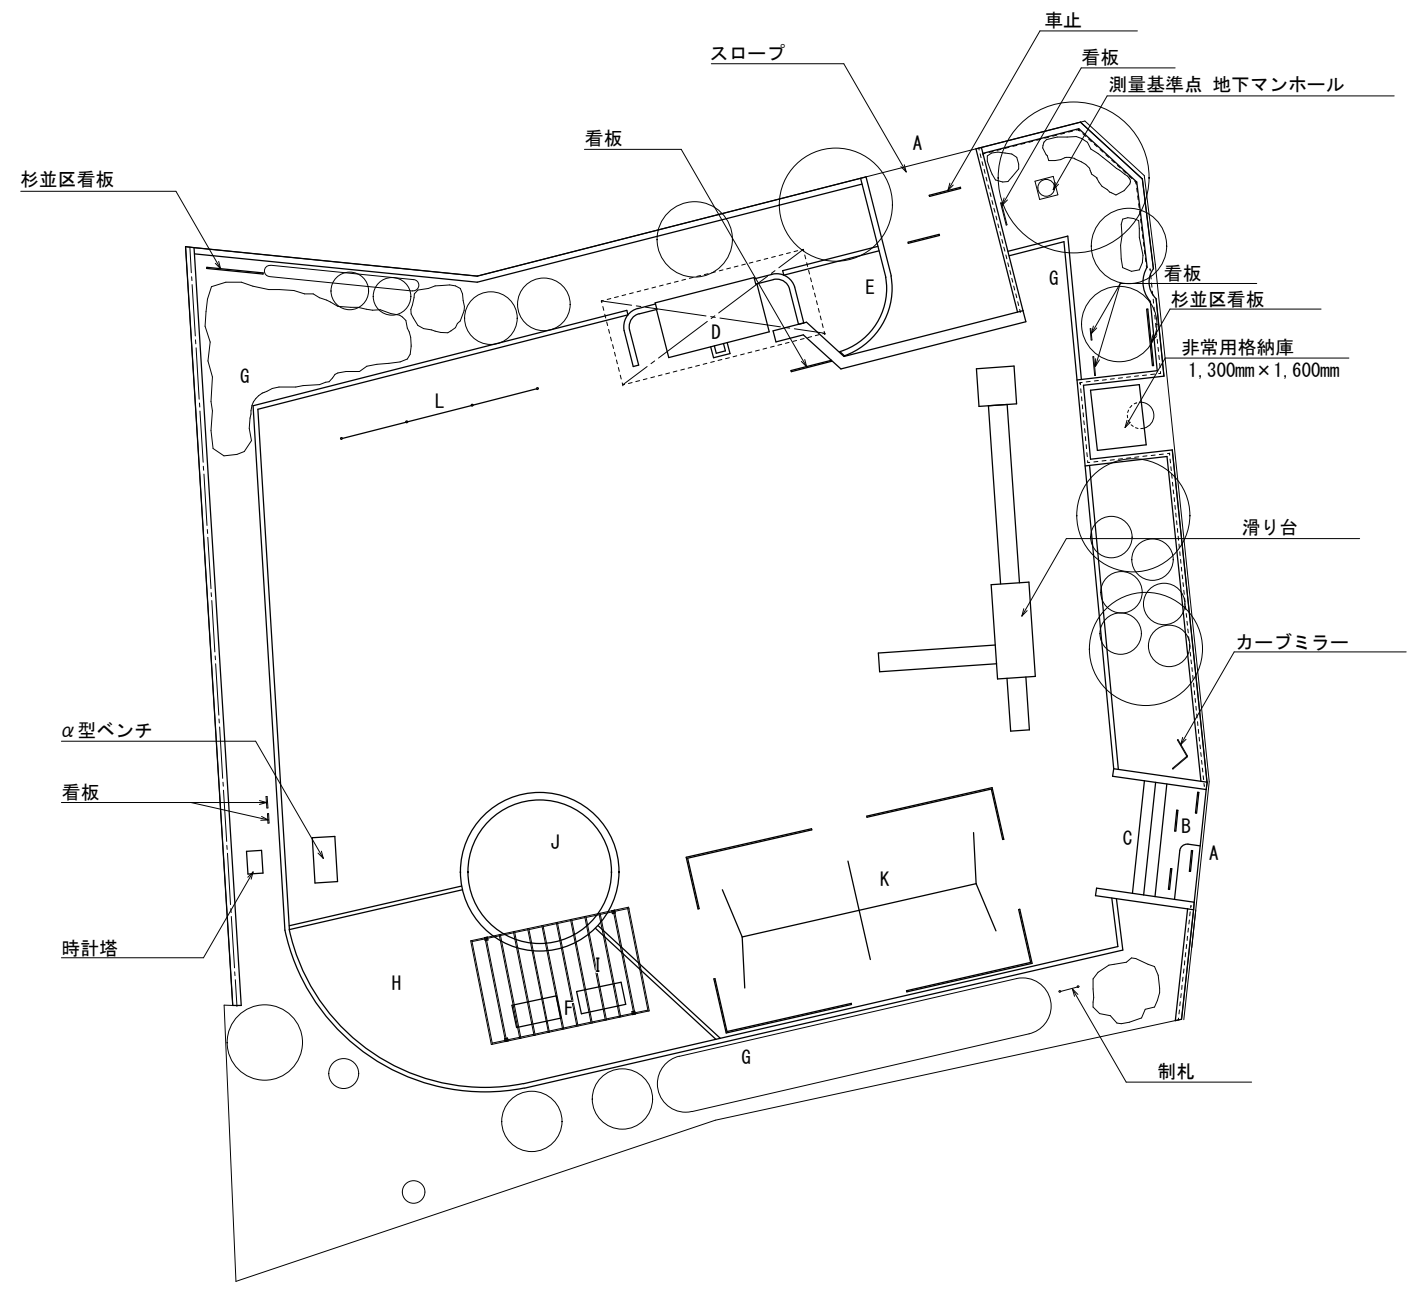 車止
スロープ
看板
測量基準点 地下マンホール
看板
A
杉並区看板
G
E
看板
杉並区看板
D
非常用格納庫
1,300mm×1,600mm
G
L
滑り台
カーブミラー
α型ベンチ
看板
B
C
J
A
K
時計塔
I
H
F
G
制札